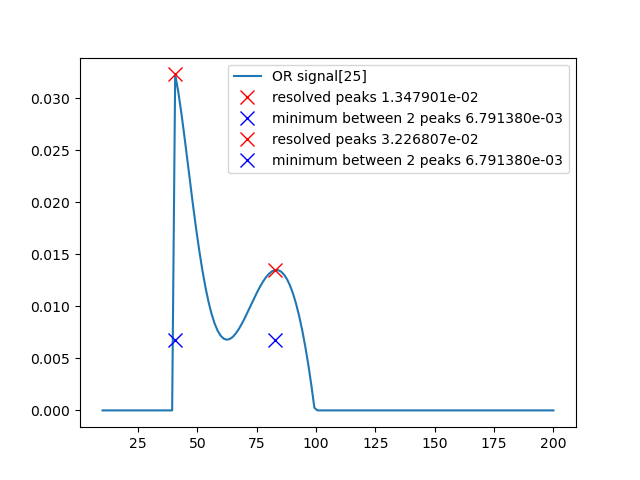 OR signal[25]
resolved peaks 1.347901e-02
minimum between 2 peaks 6.791380e-03
resolved peaks 3.226807e-02
minimum between 2 peaks 6.791380e-03
0.030
0.025
0.020
0.015
0.010
0.005
0.000
25 50 75 100 125 150 175 200